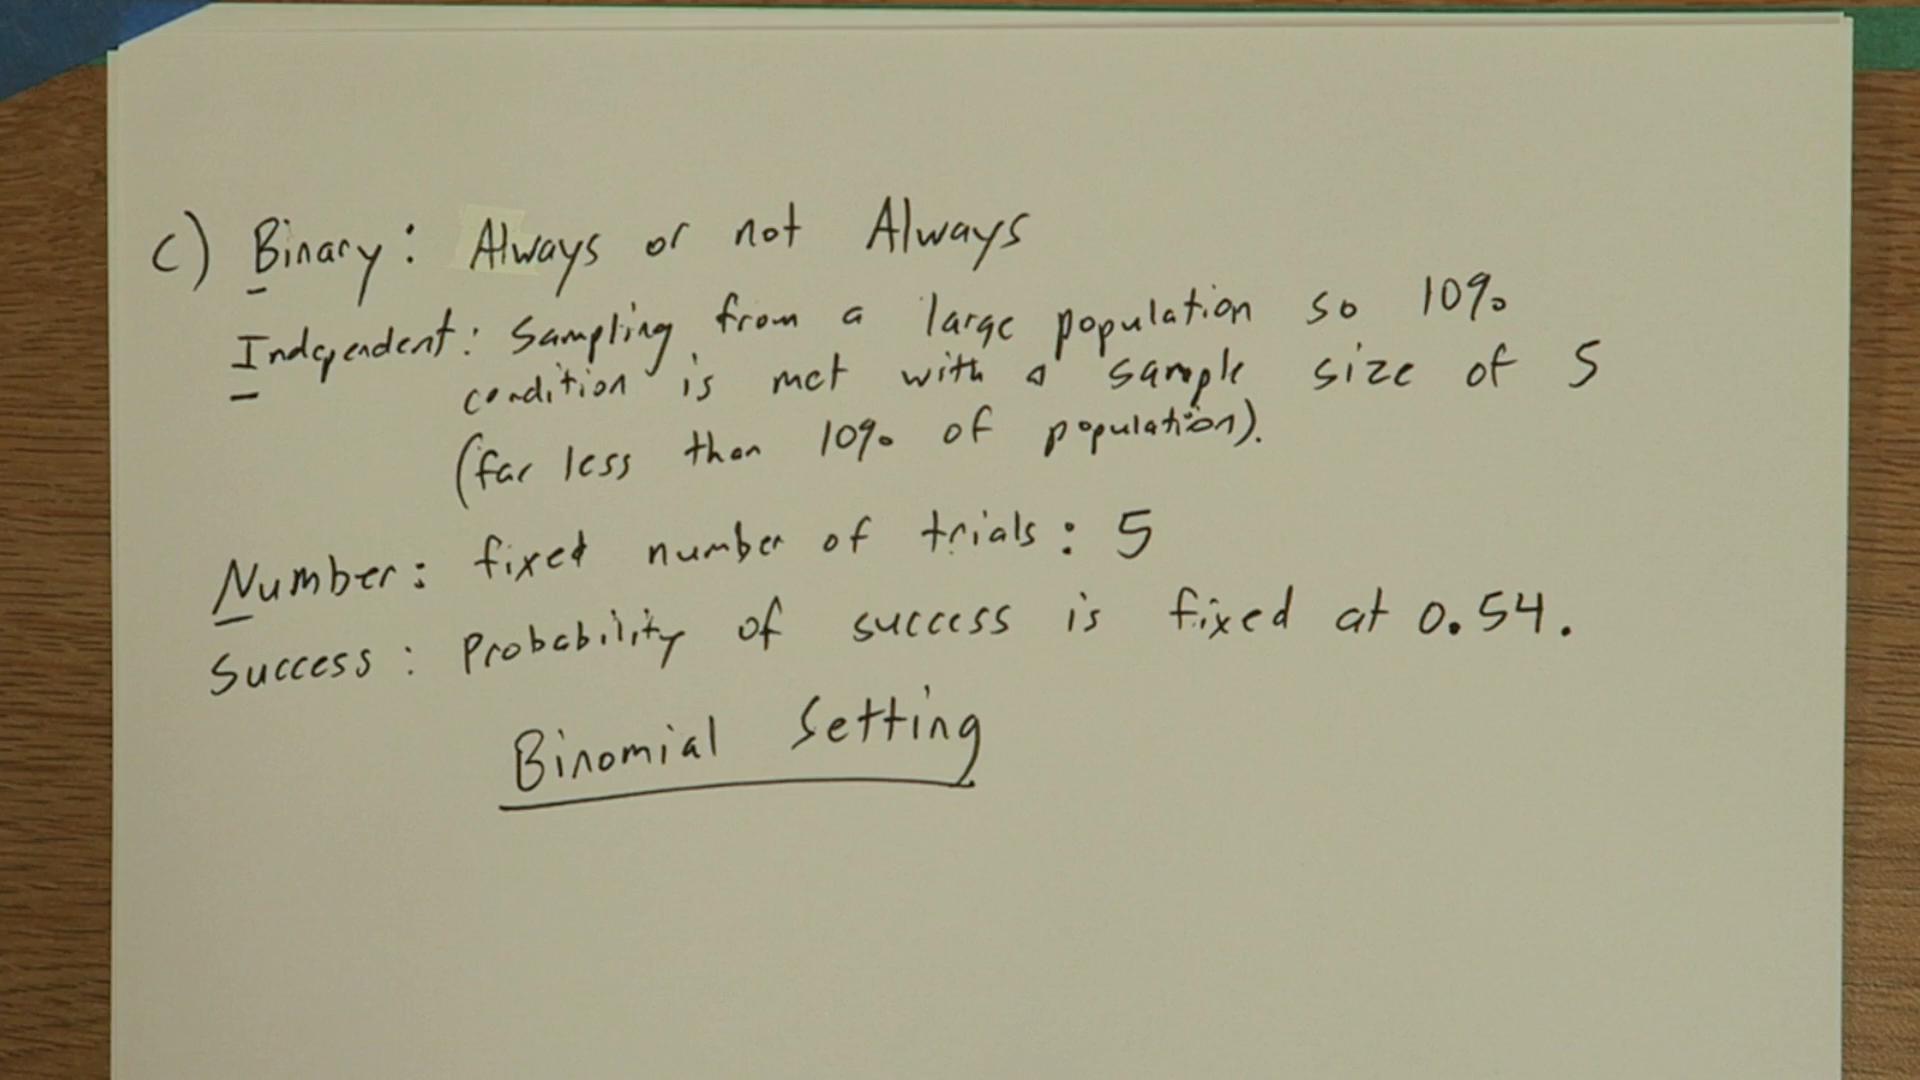 c) Binary: Always or not Always
Independent: Sampling from a large population so 10%
condition is met with a sample size of 5
(far less than 10% of population).
Number: fixed number of trials: 5
Success: Probability of success is fixed at 0.54.
Binomial Setting